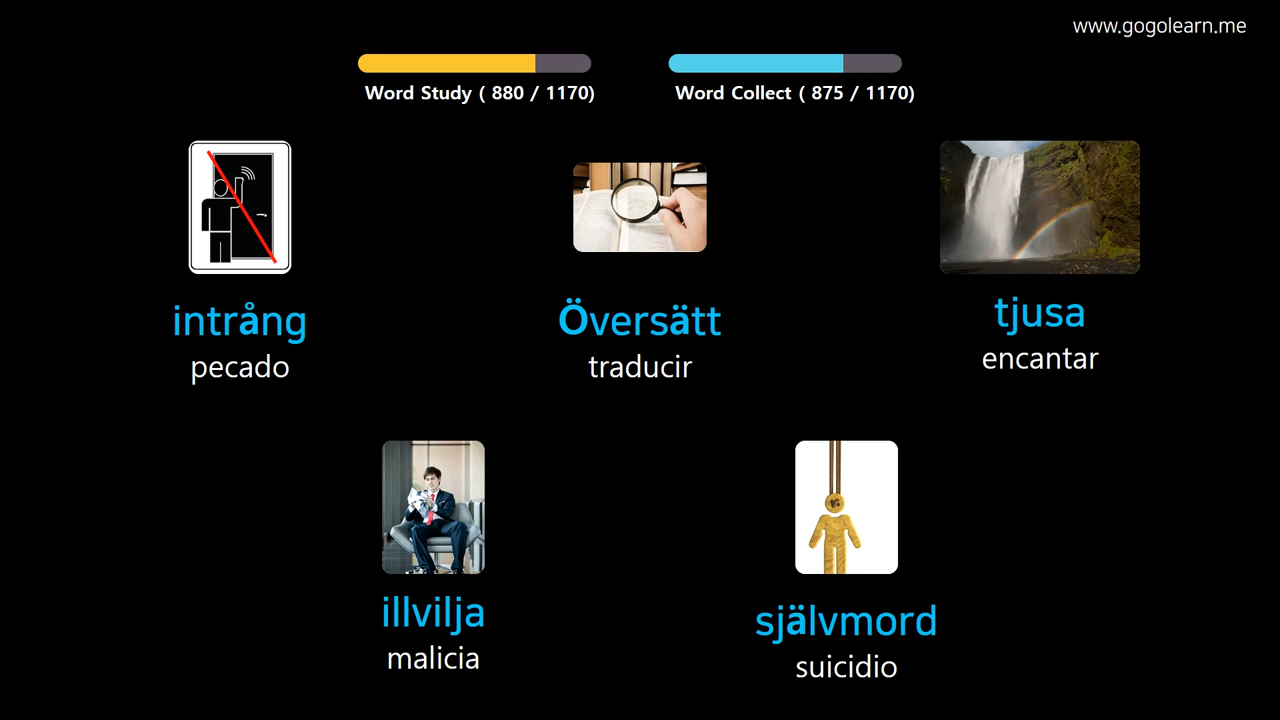 www.gogolearn.me
Word Study ( 880 / 1170)
Word Collect ( 875 / 1170)
intrång
pecado
Översätt
traducir
tjusa
encantar
illvilja
malicia
självmord
suicidio